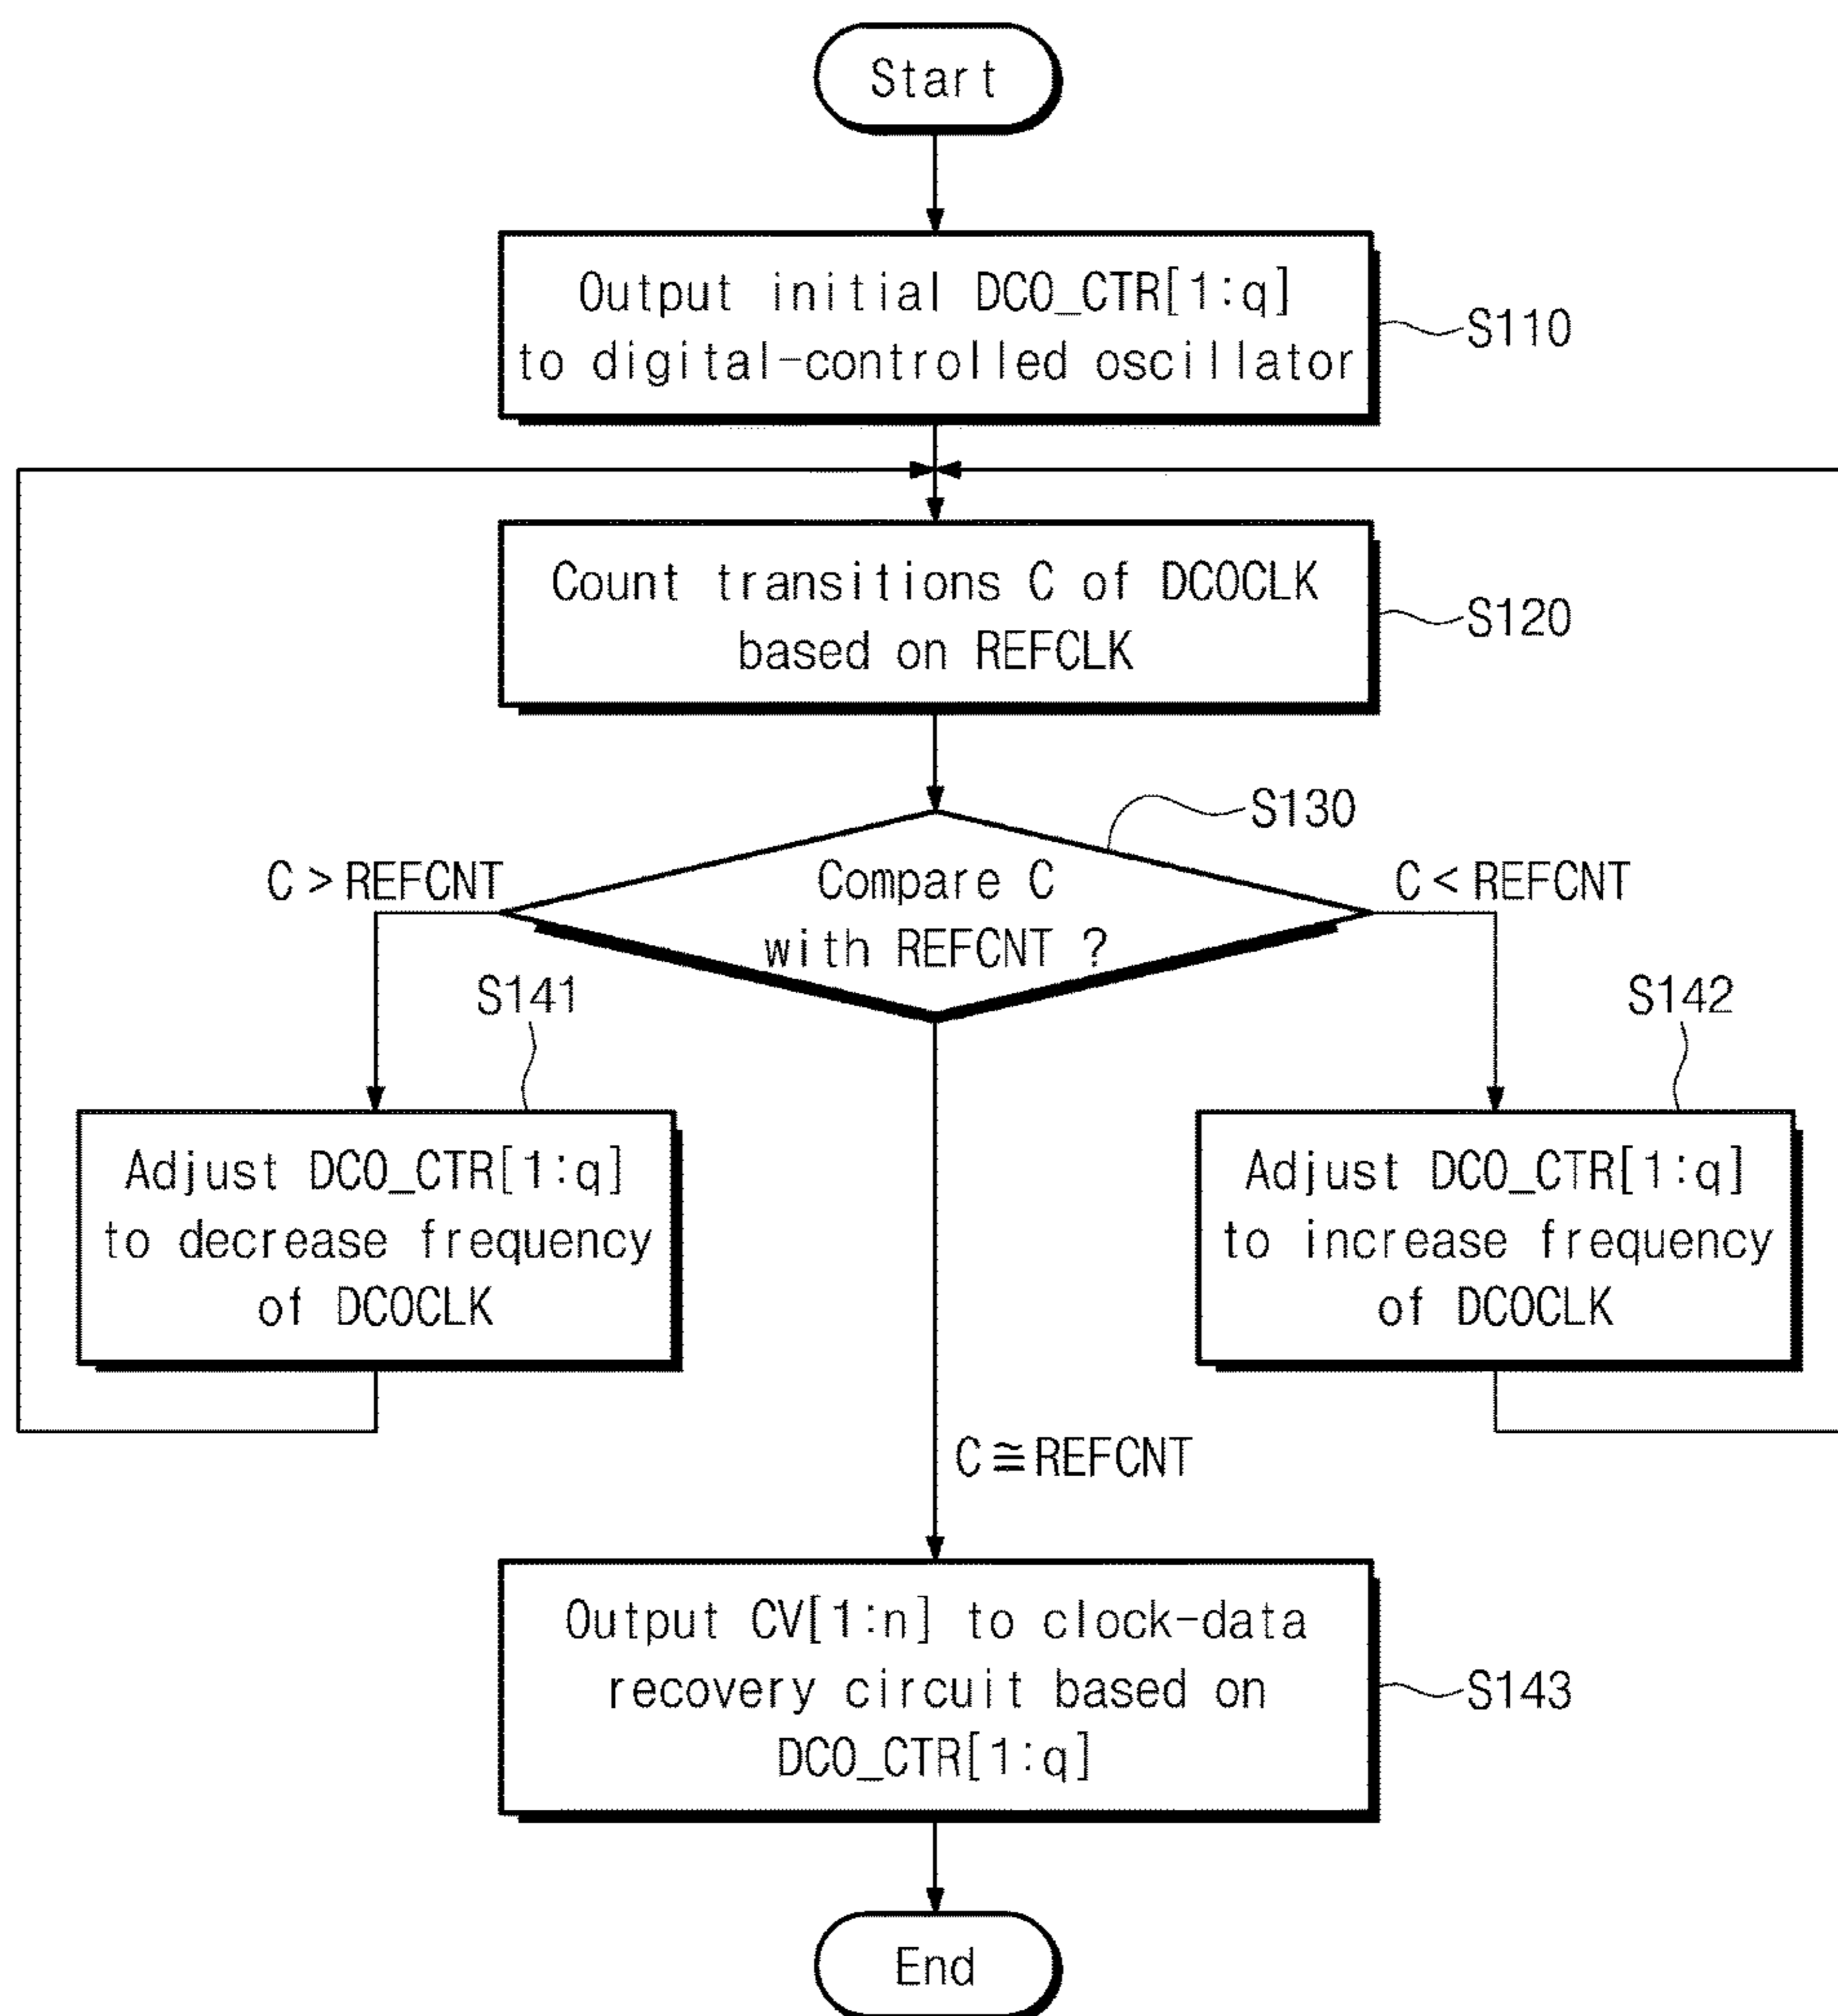 Start
Output initial DCO_CTR[1:q]
to digital-controlled oscillator
S110
Count transitions C of DCOCLK
based on REFCLK
S120
S130
Compare C
with REFCNT ?
C > REFCNT
C < REFCNT
S141
Adjust DCO_CTR[1:q]
to decrease frequency
of DCOCLK
S142
Adjust DCO_CTR[1:q]
to increase frequency
of DCOCLK
C ≅ REFCNT
Output CV[1:n] to clock-data
recovery circuit based on
DCO_CTR[1:q]
S143
End